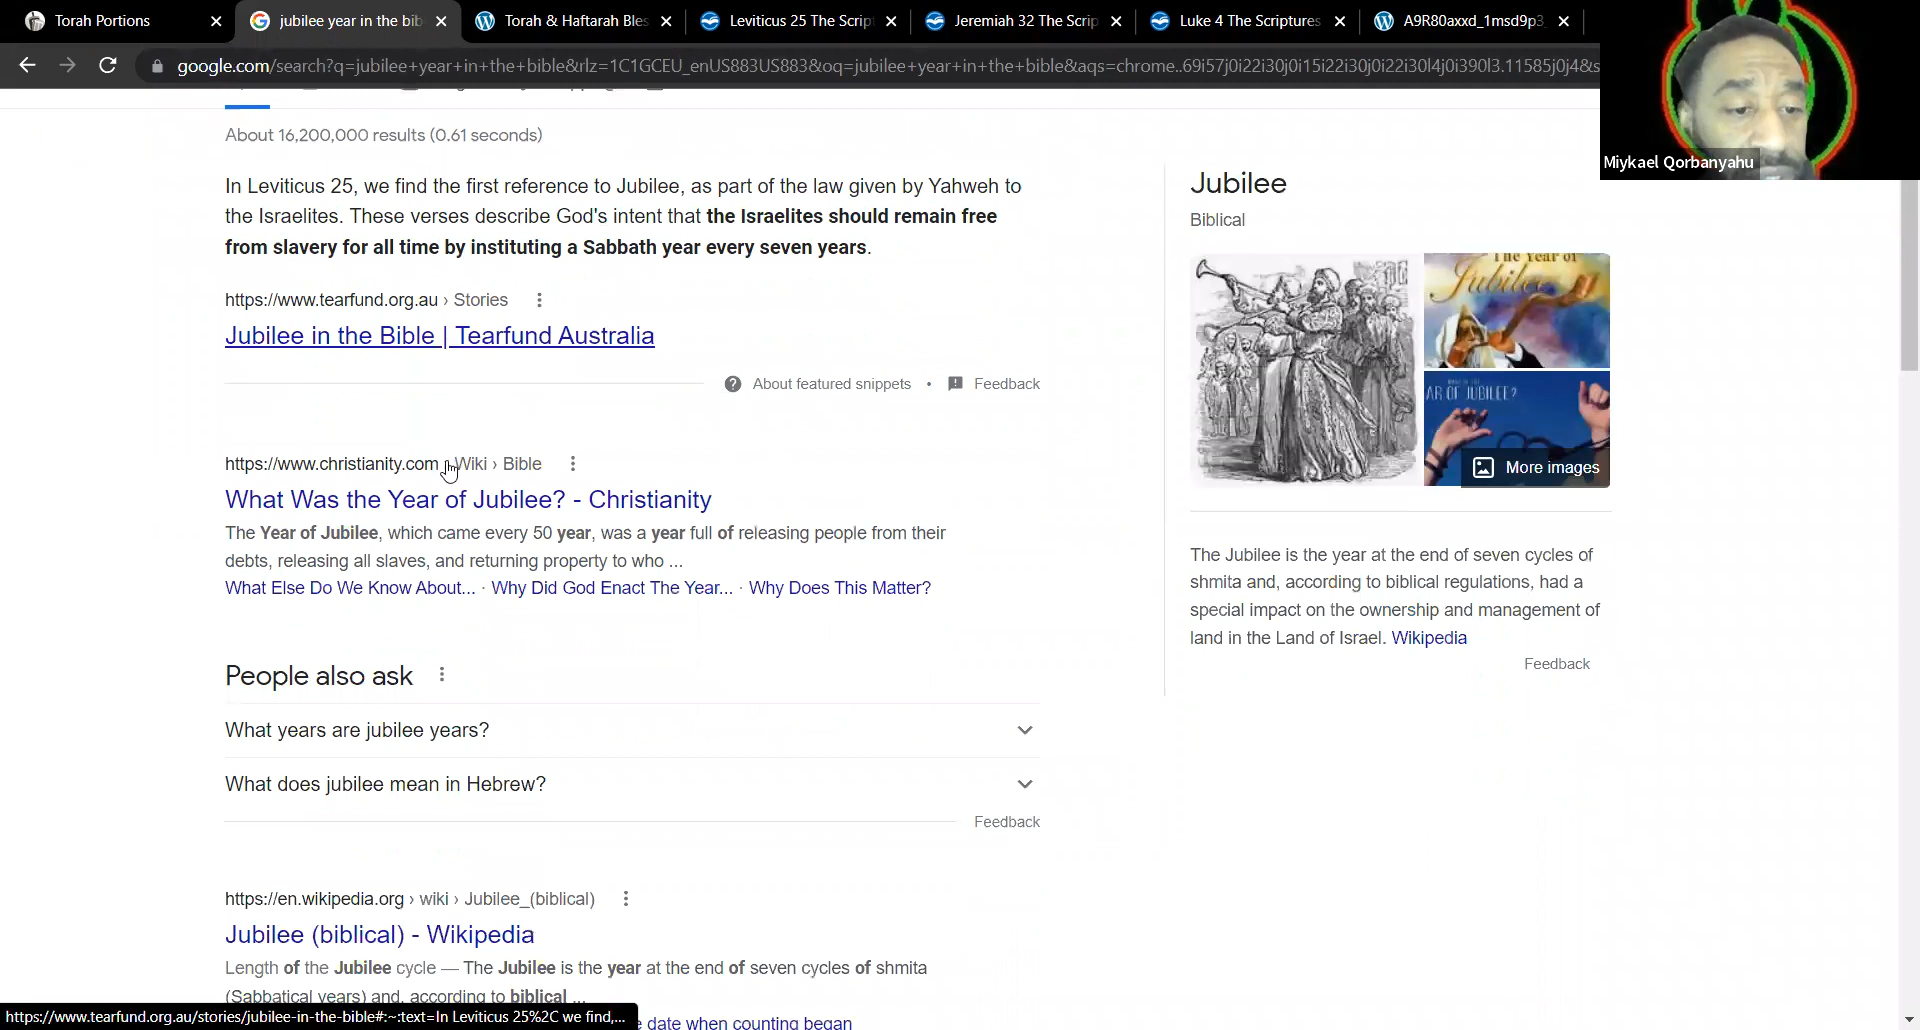 Torah Portions
jubilee year in the bib
Torah & Haftarah Bles
Leviticus 25 The Script
Jeremiah 32 The Scrip
Luke 4 The Scriptures
A9R80axxd_1msd9p3
google.com/search?q=jubilee+year+in+the+bible&rlz=1C1GCEU_enUS883US883&oq=jubilee+year+in+the+bible&aqs=chrome..69i57j0i22i30j0i15i22i30j0i22i30l4j0i390l3.11585j0j4&s
Miykael Qorbanyahu
About 16,200,000 results (0.61 seconds)
In Leviticus 25, we find the first reference to Jubilee, as part of the law given by Yahweh to
the Israelites. These verses describe God's intent that the Israelites should remain free
from slavery for all time by instituting a Sabbath year every seven years.
https://www.tearfund.org.au › Stories
Jubilee in the Bible | Tearfund Australia
About featured snippets • Feedback
https://www.christianity.com Wiki › Bible
What Was the Year of Jubilee? - Christianity
The Year of Jubilee, which came every 50 year, was a year full of releasing people from their
debts, releasing all slaves, and returning property to who ...
What Else Do We Know About... · Why Did God Enact The Year... · Why Does This Matter?
People also ask
What years are jubilee years?
What does jubilee mean in Hebrew?
Feedback
https://en.wikipedia.org › wiki › Jubilee_(biblical)
Jubilee (biblical) - Wikipedia
Length of the Jubilee cycle — The Jubilee is the year at the end of seven cycles of shmita
(Sabbatical years) and, according to biblical ...
https://www.tearfund.org.au/stories/jubilee-in-the-bible#:~:text=In Leviticus 25%2C we find,...
date when counting began
Jubilee
Biblical
The Year of
Jubilee
AR OF JUBILEE?
More images
The Jubilee is the year at the end of seven cycles of
shmita and, according to biblical regulations, had a
special impact on the ownership and management of
land in the Land of Israel. Wikipedia
Feedback